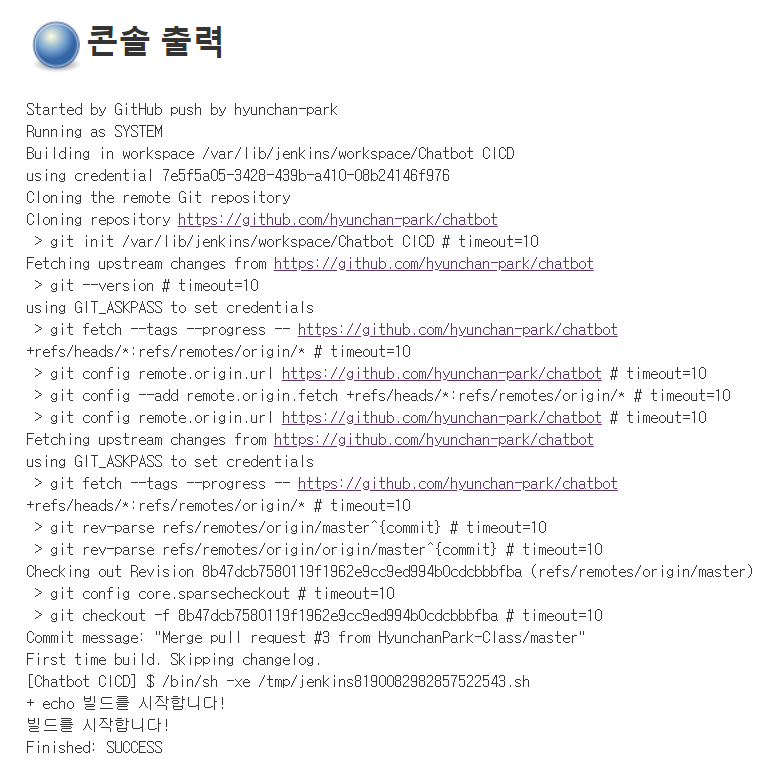 콘솔 출력
Started by GitHub push by hyunchan-park
Running as SYSTEM
Building in workspace /var/lib/jenkins/workspace/Chatbot CICD
using credential 7e5f5a05-3428-439b-a410-08b24146f976
Cloning the remote Git repository
Cloning repository https://github.com/hyunchan-park/chatbot
 > git init /var/lib/jenkins/workspace/Chatbot CICD # timeout=10
Fetching upstream changes from https://github.com/hyunchan-park/chatbot
 > git --version # timeout=10
using GIT_ASKPASS to set credentials
 > git fetch --tags --progress -- https://github.com/hyunchan-park/chatbot
+refs/heads/*:refs/remotes/origin/* # timeout=10
 > git config remote.origin.url https://github.com/hyunchan-park/chatbot # timeout=10
 > git config --add remote.origin.fetch +refs/heads/*:refs/remotes/origin/* # timeout=10
 > git config remote.origin.url https://github.com/hyunchan-park/chatbot # timeout=10
Fetching upstream changes from https://github.com/hyunchan-park/chatbot
using GIT_ASKPASS to set credentials
 > git fetch --tags --progress -- https://github.com/hyunchan-park/chatbot
+refs/heads/*:refs/remotes/origin/* # timeout=10
 > git rev-parse refs/remotes/origin/master^{commit} # timeout=10
 > git rev-parse refs/remotes/origin/origin/master^{commit} # timeout=10
Checking out Revision 8b47dcb7580119f1962e9cc9ed994b0cdcbbbfba (refs/remotes/origin/master)
 > git config core.sparsecheckout # timeout=10
 > git checkout -f 8b47dcb7580119f1962e9cc9ed994b0cdcbbbfba # timeout=10
Commit message: "Merge pull request #3 from HyunchanPark-Class/master"
First time build. Skipping changelog.
[Chatbot CICD] $ /bin/sh -xe /tmp/jenkins8190082982857522543.sh
+ echo 빌드를 시작합니다!
빌드를 시작합니다!
Finished: SUCCESS